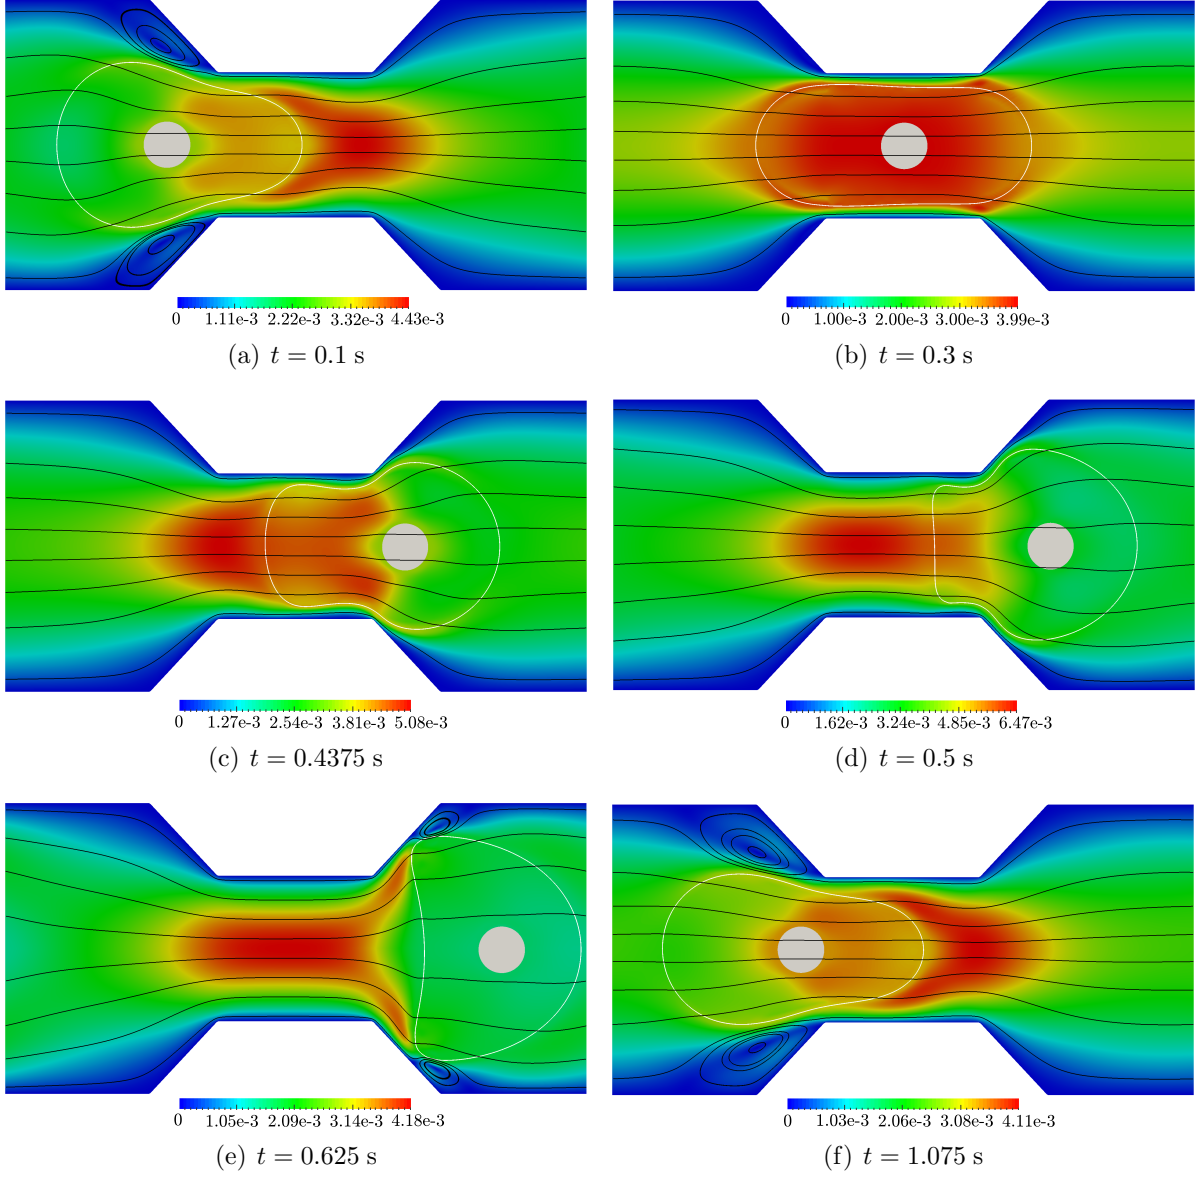 0 1.11e-3 2.22e-3 3.32e-3 4.43e-3
(a) t = 0.1 s
0 1.00e-3 2.00e-3 3.00e-3 3.99e-3
(b) t = 0.3 s
0 1.27e-3 2.54e-3 3.81e-3 5.08e-3
(c) t = 0.4375 s
0 1.62e-3 3.24e-3 4.85e-3 6.47e-3
(d) t = 0.5 s
0 1.05e-3 2.09e-3 3.14e-3 4.18e-3
(e) t = 0.625 s
0 1.03e-3 2.06e-3 3.08e-3 4.11e-3
(f) t = 1.075 s